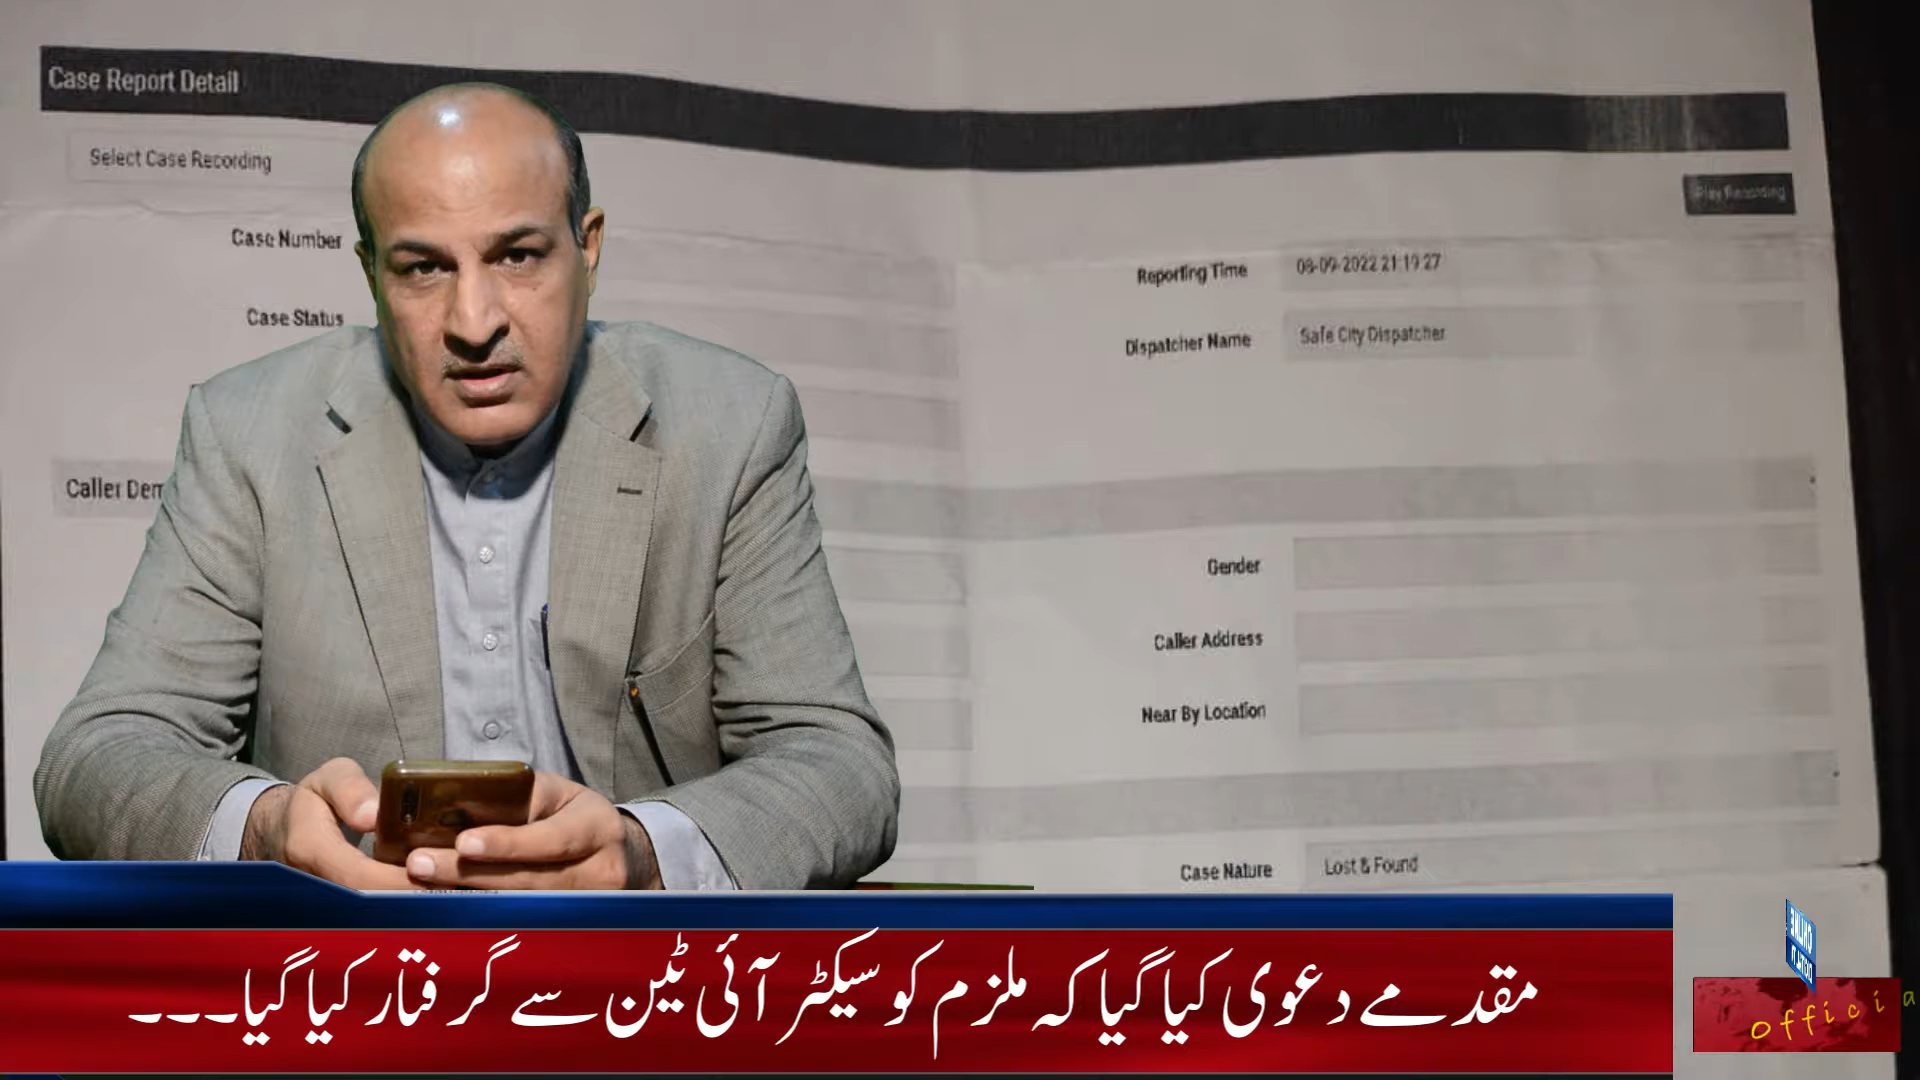 Case Report Detail
Select Case Recording
Play Recording
Case Number
Reporting Time 08-09-2022 21:19:27
Case Status
Dispatcher Name Safe City Dispatcher
Caller Dem
Gender
Caller Address
Near By Location
Case Nature Lost & Found
مقدمے دعوی کیا گیا کہ ملزم کو سیکٹر آئی ٹین سے گرفتار کیا گیا۔۔۔
ONLINE
officia